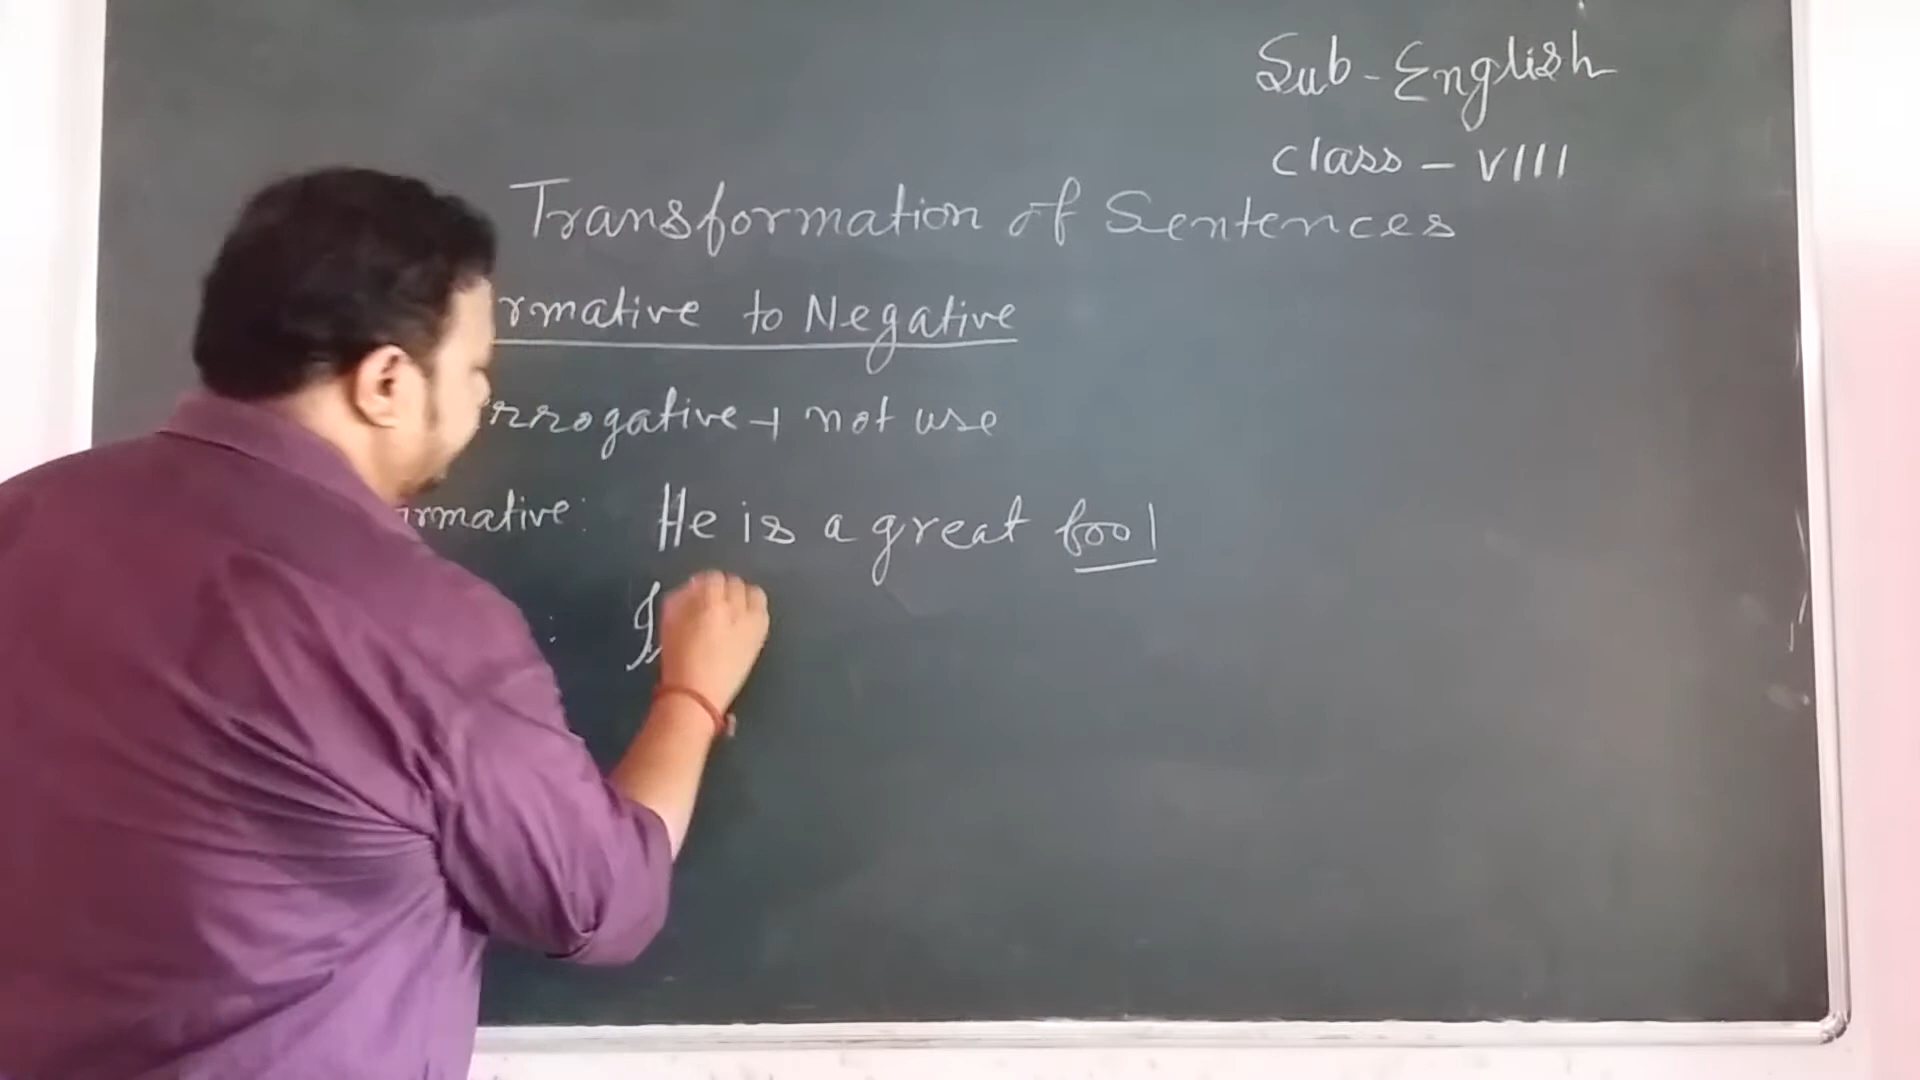 Sub-English
Class - VIII
Transformation of Sentences
rmative to Negative
rrogative + not use
rmative: He is a great fool
: